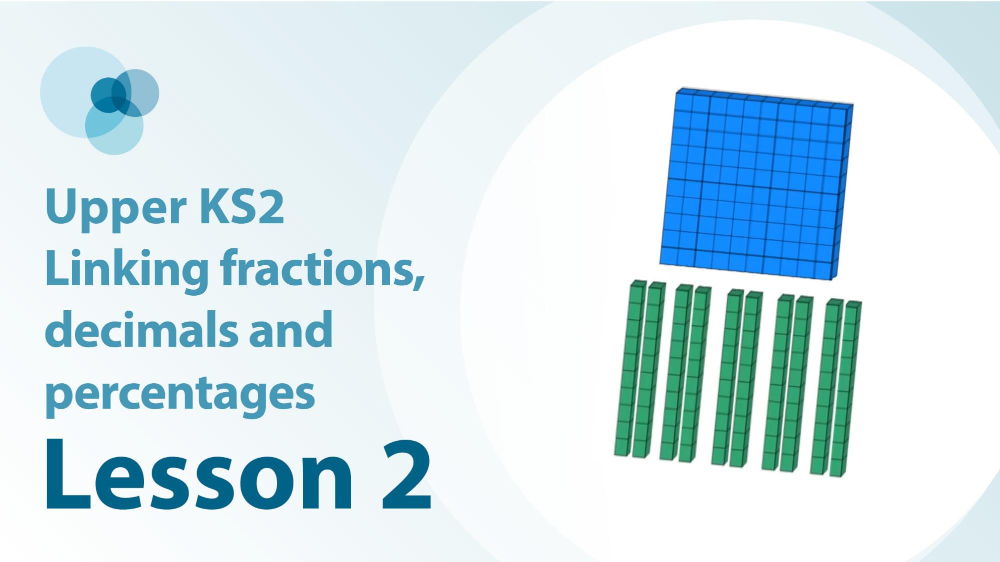 Upper KS2
Linking fractions,
decimals and
percentages
Lesson 2